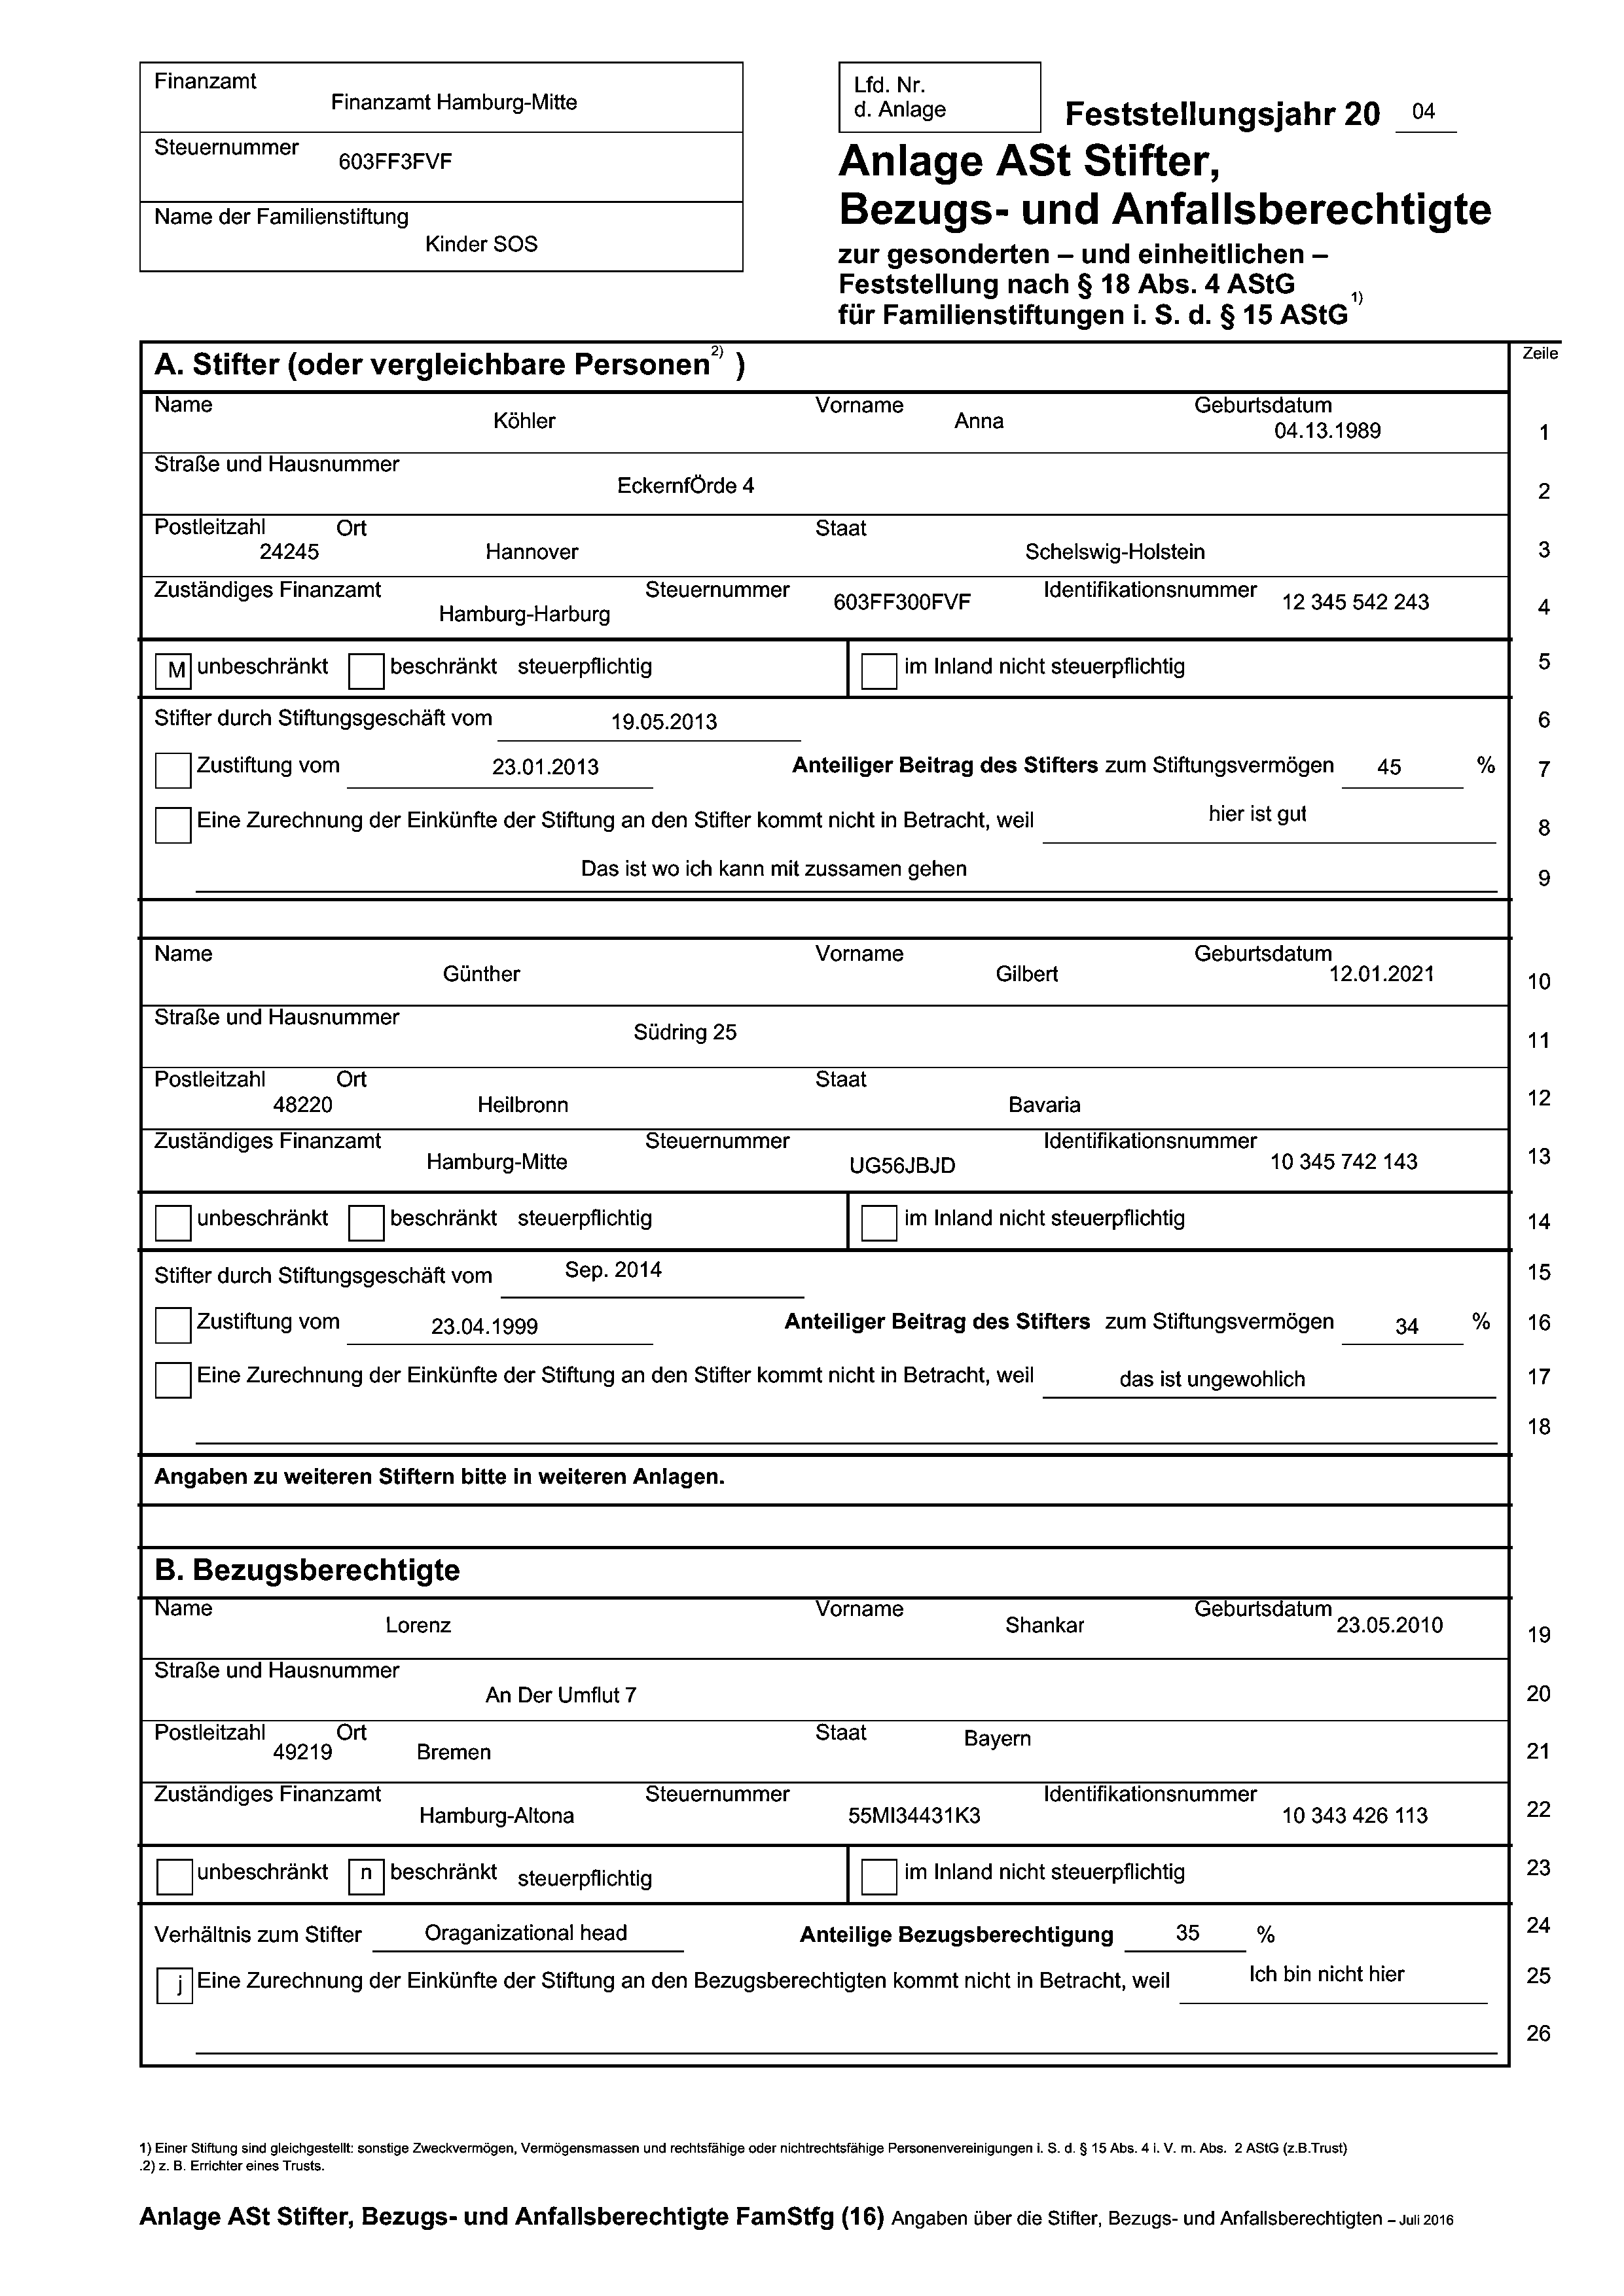 Finanzamt
Finanzamt Hamburg-Mitte
Steuernummer
603FF3FVF
Name der Familienstiftung
Kinder SOS
Lfd. Nr.
d. Anlage
Feststellungsjahr 20 04
Anlage ASt Stifter,
Bezugs- und Anfallsberechtigte
zur gesonderten – und einheitlichen –
Feststellung nach § 18 Abs. 4 AStG
für Familienstiftungen i. S. d. § 15 AStG 1)
A. Stifter (oder vergleichbare Personen 2) )
Zeile
Name Vorname Geburtsdatum
Köhler Anna 04.13.1989 1
Straße und Hausnummer
EckernfÖrde 4 2
Postleitzahl Ort Staat
24245 Hannover Schelswig-Holstein 3
Zuständiges Finanzamt Steuernummer Identifikationsnummer
Hamburg-Harburg 603FF300FVF 12 345 542 243 4
M unbeschränkt beschränkt steuerpflichtig im Inland nicht steuerpflichtig 5
Stifter durch Stiftungsgeschäft vom 19.05.2013 6
Zustiftung vom 23.01.2013 Anteiliger Beitrag des Stifters zum Stiftungsvermögen 45 % 7
Eine Zurechnung der Einkünfte der Stiftung an den Stifter kommt nicht in Betracht, weil hier ist gut 8
Das ist wo ich kann mit zussamen gehen 9
Name Vorname Geburtsdatum
Günther Gilbert 12.01.2021 10
Straße und Hausnummer
Südring 25 11
Postleitzahl Ort Staat
48220 Heilbronn Bavaria 12
Zuständiges Finanzamt Steuernummer Identifikationsnummer
Hamburg-Mitte UG56JBJD 10 345 742 143 13
unbeschränkt beschränkt steuerpflichtig im Inland nicht steuerpflichtig 14
Stifter durch Stiftungsgeschäft vom Sep. 2014 15
Zustiftung vom 23.04.1999 Anteiliger Beitrag des Stifters zum Stiftungsvermögen 34 % 16
Eine Zurechnung der Einkünfte der Stiftung an den Stifter kommt nicht in Betracht, weil das ist ungewohlich 17
18
Angaben zu weiteren Stiftern bitte in weiteren Anlagen.
B. Bezugsberechtigte
Name Vorname Geburtsdatum
Lorenz Shankar 23.05.2010 19
Straße und Hausnummer
An Der Umflut 7 20
Postleitzahl Ort Staat
49219 Bremen Bayern 21
Zuständiges Finanzamt Steuernummer Identifikationsnummer
Hamburg-Altona 55MI34431K3 10 343 426 113 22
unbeschränkt n beschränkt steuerpflichtig im Inland nicht steuerpflichtig 23
Verhältnis zum Stifter Oraganizational head Anteilige Bezugsberechtigung 35 % 24
j Eine Zurechnung der Einkünfte der Stiftung an den Bezugsberechtigten kommt nicht in Betracht, weil Ich bin nicht hier 25
26
1) Einer Stiftung sind gleichgestellt: sonstige Zweckvermögen, Vermögensmassen und rechtsfähige oder nichtrechtsfähige Personenvereinigungen i. S. d. § 15 Abs. 4 i. V. m. Abs. 2 AStG (z.B.Trust)
.2) z. B. Errichter eines Trusts.
Anlage ASt Stifter, Bezugs- und Anfallsberechtigte FamStfg (16) Angaben über die Stifter, Bezugs- und Anfallsberechtigten – Juli 2016